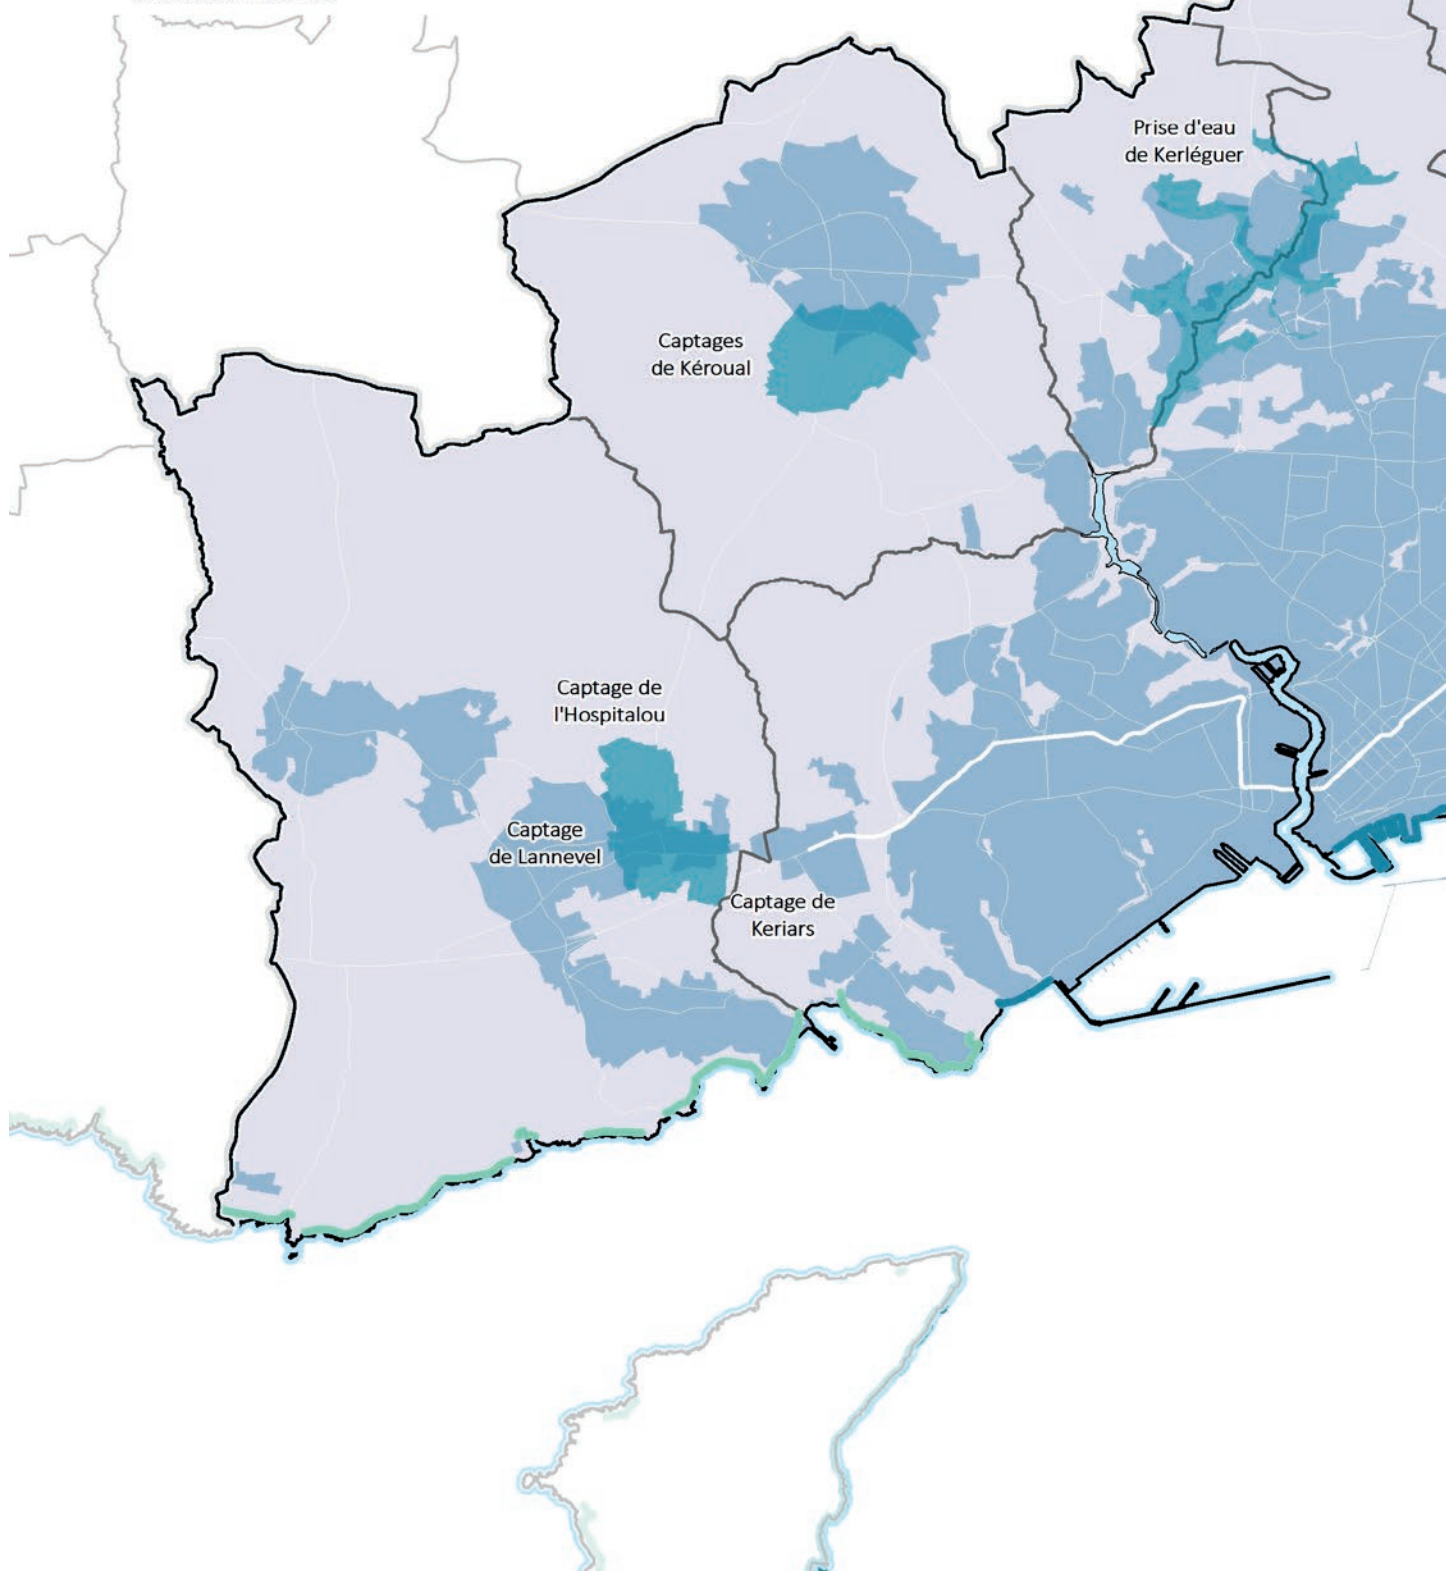 Prise d'eau
de Kerléguer
Captages
de Kéroual
Captage de
l'Hospitalou
Captage
de Lannevel
Captage de
Keriars